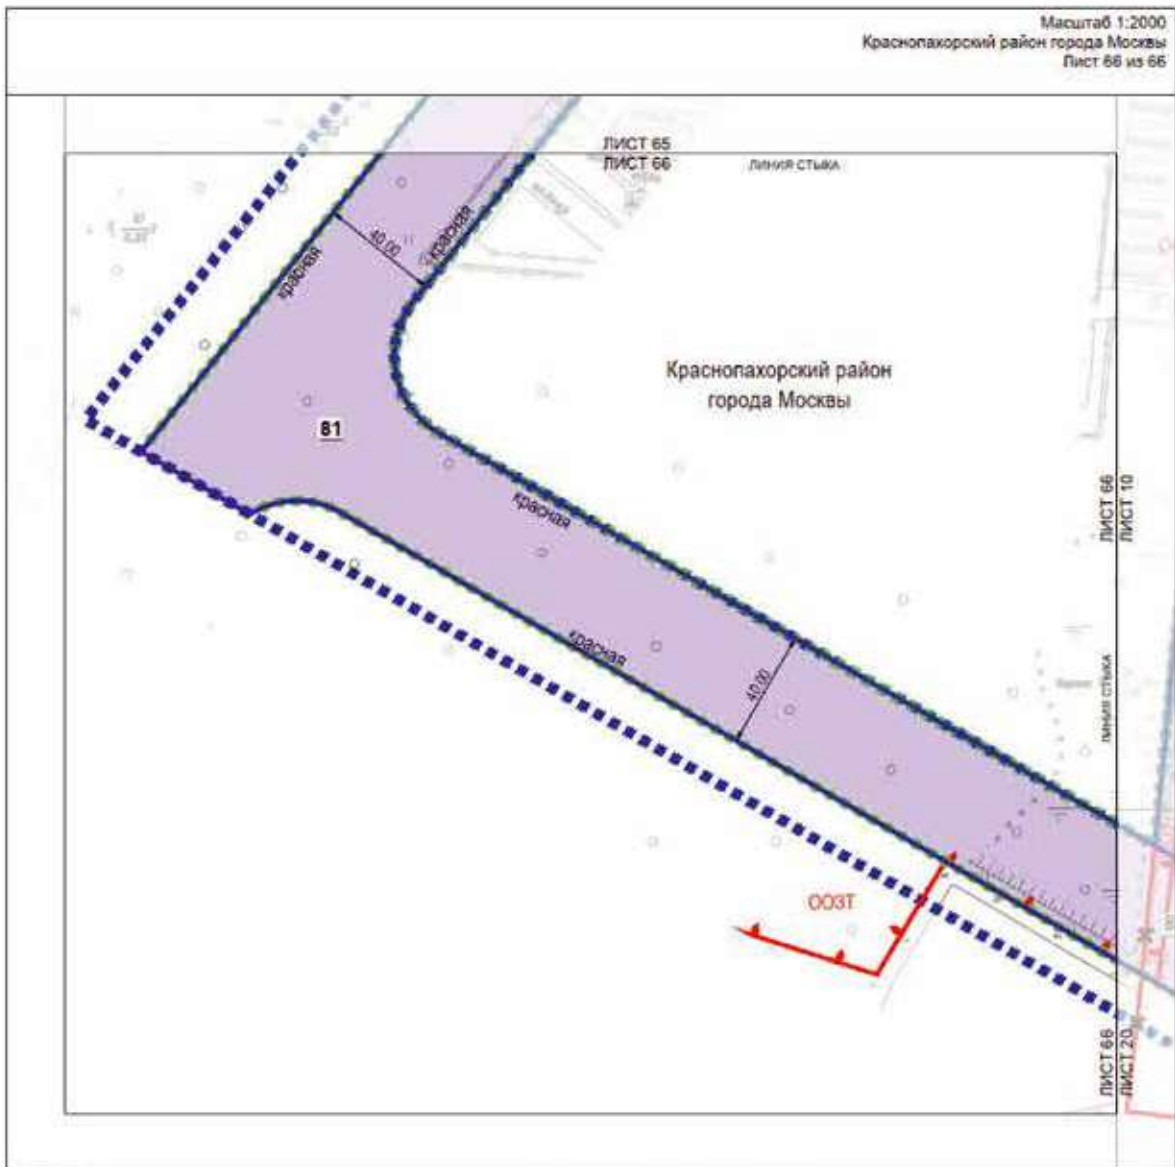 Масштаб 1:2000
Краснопахорский район города Москвы
Лист 66 из 66
ЛИСТ 65
ЛИСТ 66
ЛИНИЯ СТЫКА
красная
40.00
красная
Краснопахорский район
города Москвы
81
красная
ЛИСТ 66
ЛИСТ 10
красная
40.00
ЛИНИЯ СТЫКА
ООЗТ
ЛИСТ 66
ЛИСТ 20